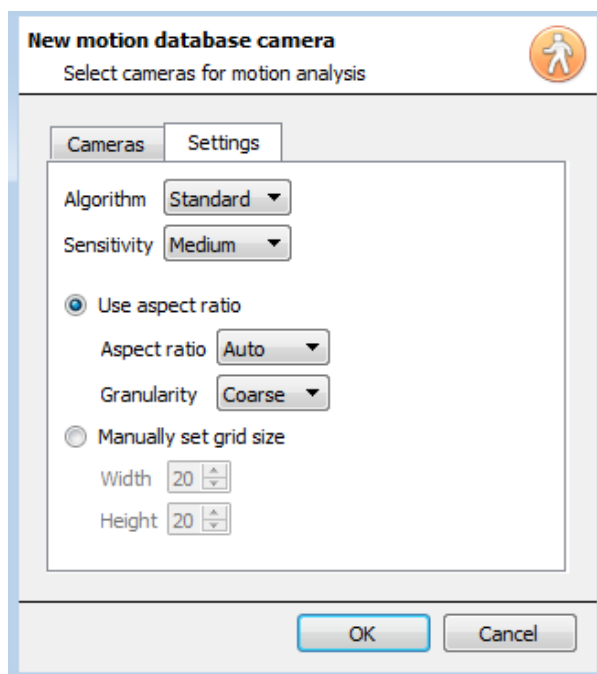 New motion database camera
Select cameras for motion analysis
Cameras Settings
Algorithm Standard
Sensitivity Medium
Use aspect ratio
Aspect ratio Auto
Granularity Coarse
Manually set grid size
Width 20
Height 20
OK Cancel